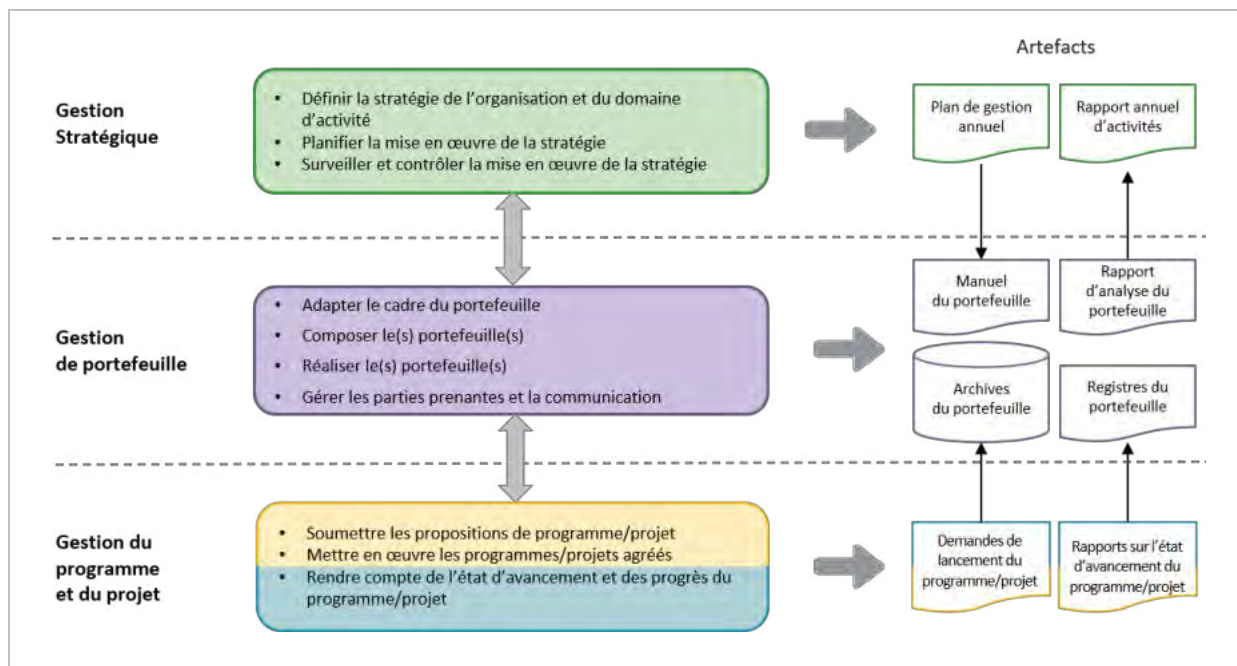 Artefacts
Gestion
Stratégique
• Définir la stratégie de l'organisation et du domaine
d'activité
• Planifier la mise en œuvre de la stratégie
• Surveiller et contrôler la mise en œuvre de la stratégie
Plan de gestion
annuel
Rapport annuel
d'activités
Gestion
de portefeuille
• Adapter le cadre du portefeuille
• Composer le(s) portefeuille(s)
• Réaliser le(s) portefeuille(s)
• Gérer les parties prenantes et la communication
Manuel
du portefeuille
Rapport
d'analyse du
portefeuille
Archives
du portefeuille
Registres du
portefeuille
Gestion du
programme
et du projet
• Soumettre les propositions de programme/projet
• Mettre en œuvre les programmes/projets agréés
• Rendre compte de l'état d'avancement et des progrès du
programme/projet
Demandes de
lancement du
programme/projet
Rapports sur l'état
d'avancement du
programme/projet